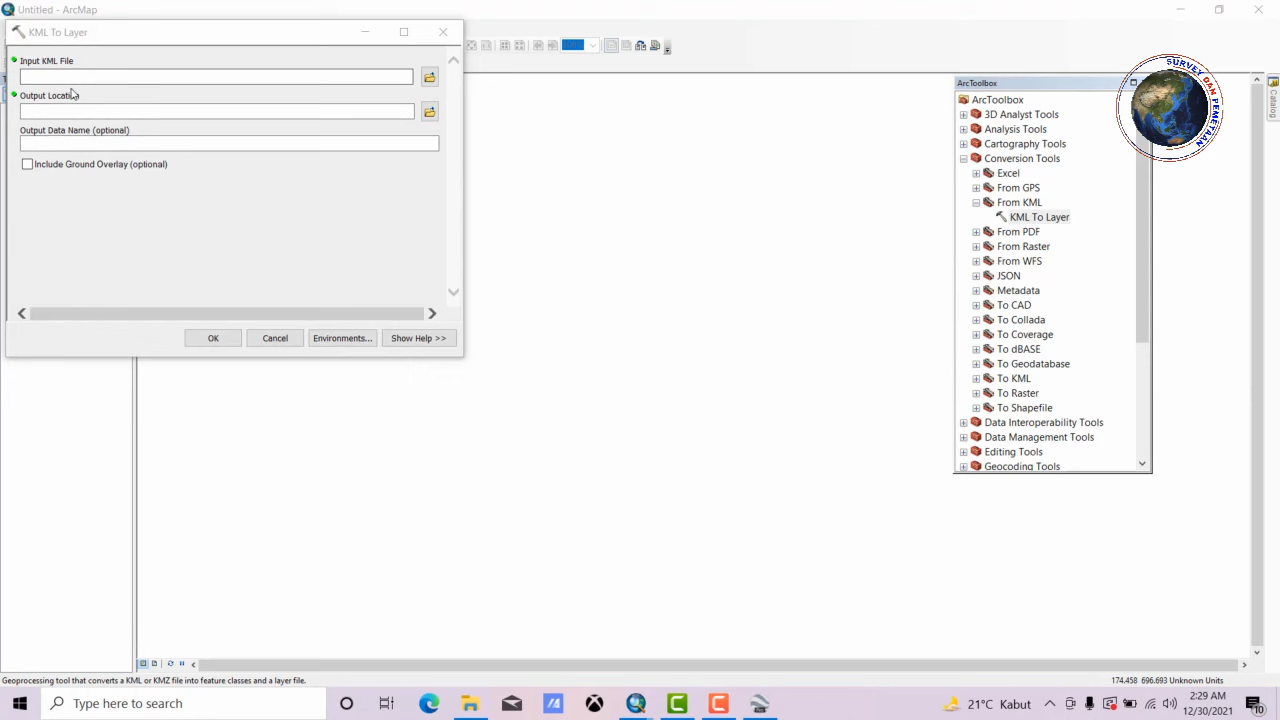 Untitled - ArcMap
KML To Layer
Input KML File
Output Location
Output Data Name (optional)
Include Ground Overlay (optional)
OK
Cancel
Environments...
Show Help >>
ArcToolbox
ArcToolbox
3D Analyst Tools
Analysis Tools
Cartography Tools
Conversion Tools
Excel
From GPS
From KML
KML To Layer
From PDF
From Raster
From WFS
JSON
Metadata
To CAD
To Collada
To Coverage
To dBASE
To Geodatabase
To KML
To Raster
To Shapefile
Data Interoperability Tools
Data Management Tools
Editing Tools
Geocoding Tools
SURVEY DAN PEMETAAN
Catalog
Geoprocessing tool that converts a KML or KMZ file into feature classes and a layer file.
174.458 696.693 Unknown Units
Type here to search
21°C Kabut
2:29 AM
12/30/2021
10